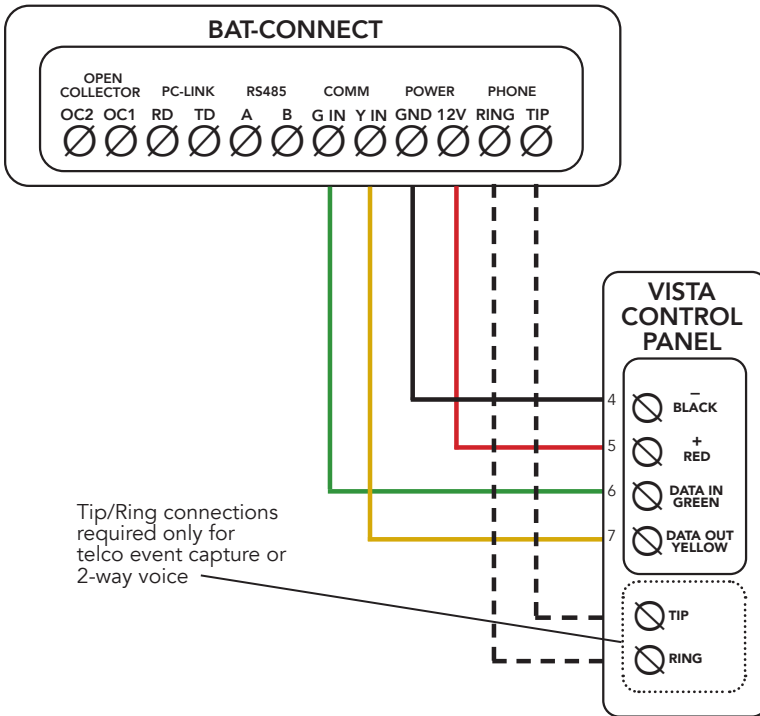 BAT-CONNECT
OPEN
COLLECTOR PC-LINK RS485 COMM POWER PHONE
OC2 OC1 RD TD A B G IN Y IN GND 12V RING TIP
VISTA
CONTROL
PANEL
4
–
BLACK
5
+
RED
6
DATA IN
GREEN
7
DATA OUT
YELLOW
Tip/Ring connections
required only for
telco event capture or
2-way voice
TIP
RING